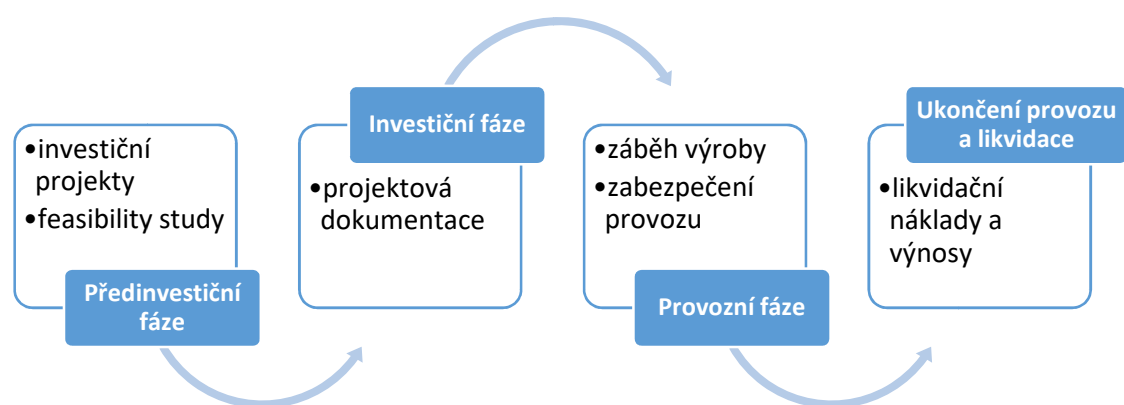 •investiční
projekty
•feasibility study
Předinvestiční
fáze
Investiční fáze
•projektová
dokumentace
•záběh výroby
•zabezpečení
provozu
Provozní fáze
Ukončení provozu
a likvidace
•likvidační
náklady a
výnosy